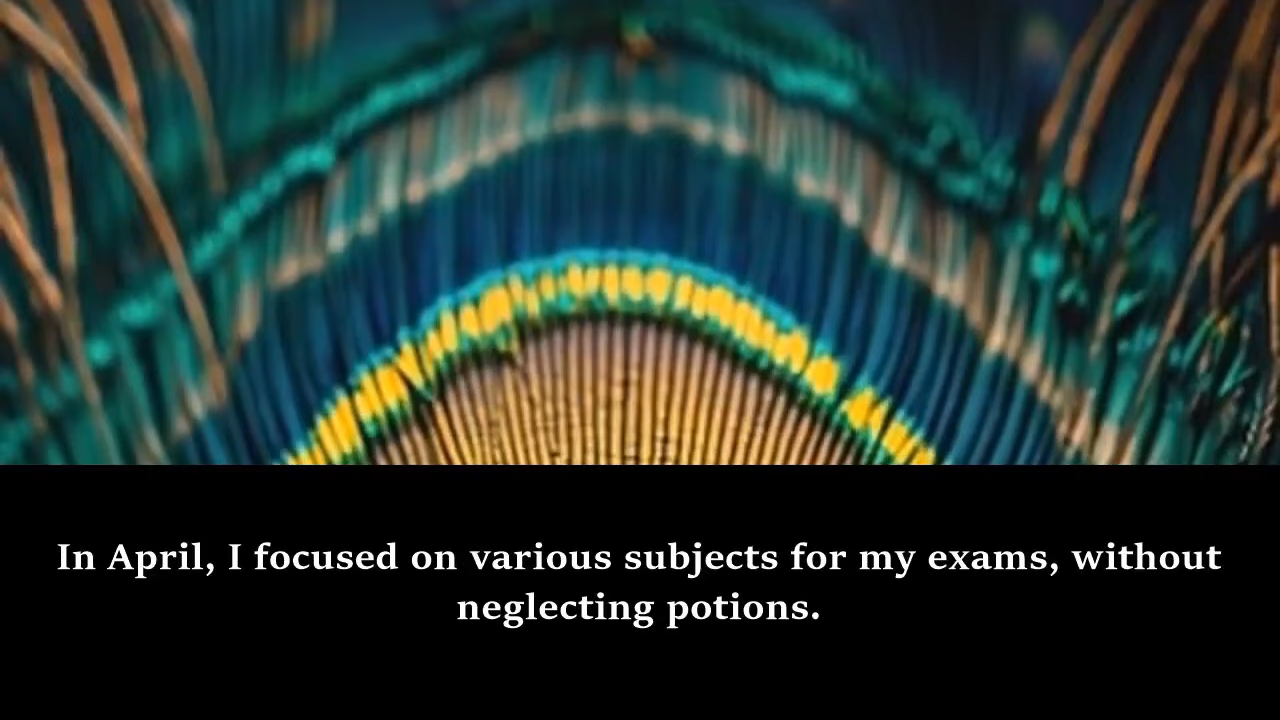 In April, I focused on various subjects for my exams, without
neglecting potions.